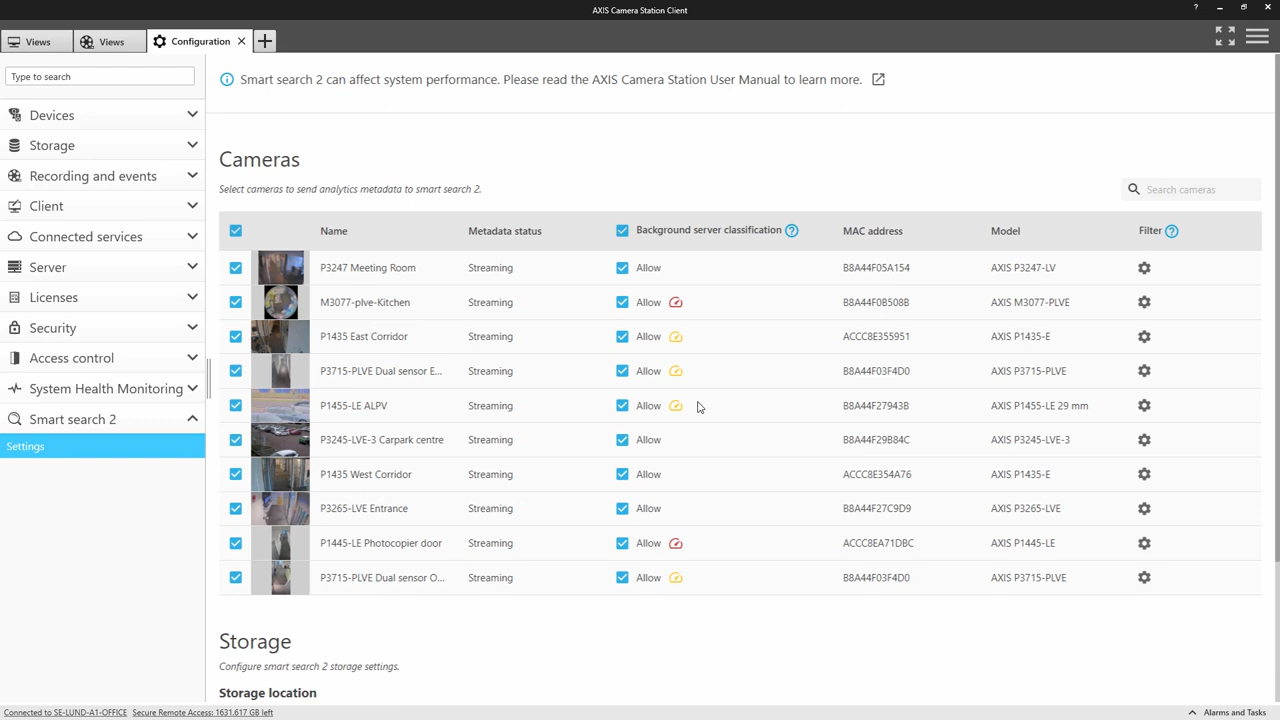 AXIS Camera Station Client
Views
Views
Configuration
Type to search
Devices
Storage
Recording and events
Client
Connected services
Server
Licenses
Security
Access control
System Health Monitoring
Smart search 2
Settings
Smart search 2 can affect system performance. Please read the AXIS Camera Station User Manual to learn more.
Cameras
Select cameras to send analytics metadata to smart search 2.
Search cameras
Name Metadata status Background server classification MAC address Model Filter
P3247 Meeting Room Streaming Allow B8A44F05A154 AXIS P3247-LV
M3077-plve-Kitchen Streaming Allow B8A44F0B508B AXIS M3077-PLVE
P1435 East Corridor Streaming Allow ACCC8E355951 AXIS P1435-E
P3715-PLVE Dual sensor E... Streaming Allow B8A44F03F4D0 AXIS P3715-PLVE
P1455-LE ALPV Streaming Allow B8A44F27943B AXIS P1455-LE 29 mm
P3245-LVE-3 Carpark centre Streaming Allow B8A44F29B84C AXIS P3245-LVE-3
P1435 West Corridor Streaming Allow ACCC8E354A76 AXIS P1435-E
P3265-LVE Entrance Streaming Allow B8A44F27C9D9 AXIS P3265-LVE
P1445-LE Photocopier door Streaming Allow ACCC8EA71DBC AXIS P1445-LE
P3715-PLVE Dual sensor O... Streaming Allow B8A44F03F4D0 AXIS P3715-PLVE
Storage
Configure smart search 2 storage settings.
Storage location
Connected to SE-LUND-A1-OFFICE Secure Remote Access: 1631.617 GB left Alarms and Tasks